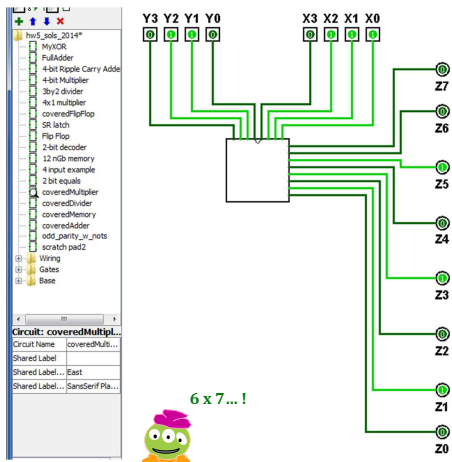 hw5_sols_2014*
MyXOR
FullAdder
4-bit Ripple Carry Adde
4-bit Multiplier
3by2 divider
4x1 multiplier
coveredFlipFlop
SR latch
Flip Flop
2-bit decoder
12 nGb memory
4 input example
2 bit equals
coveredMultiplier
coveredDivider
coveredMemory
coveredAdder
odd_parity_w_nots
scratch pad2
Wiring
Gates
Base
Circuit: coveredMultipl...
Circuit Name coveredMulti...
Shared Label
Shared Label... East
Shared Label... SansSerif Pla...
Y3 Y2 Y1 Y0 X3 X2 X1 X0
0 1 1 0 0 1 1 1
0
Z7
0
Z6
1
Z5
0
Z4
1
Z3
0
Z2
1
Z1
0
Z0
6 x 7... !